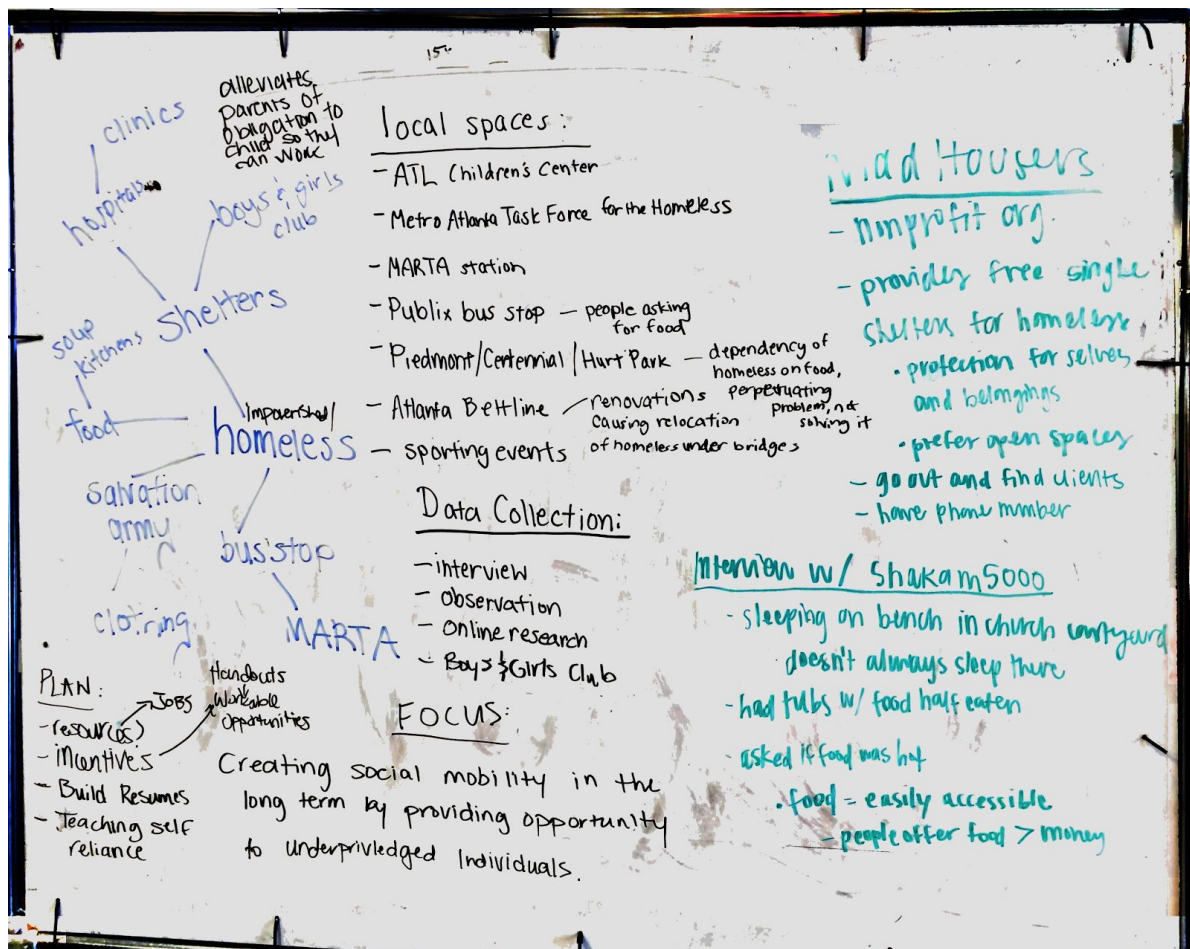 15
alleviates
parents of
obligation to
child so they
can work
clinics
hospitals
boys & girls
club
shelters
soup
kitchens
food
impoverished/
homeless
salvation
army
clothing
bus stop
MARTA
local spaces:
- ATL Children's Center
- Metro Atlanta Task Force for the Homeless
- MARTA station
- Publix bus stop — people asking
for food
- Piedmont/Centennial/Hurt Park — dependency of
homeless on food,
perpetuating
problem, not
solving it
- Atlanta Beltline — renovations
causing relocation
of homeless under bridges
- sporting events
Data Collection:
- interview
- observation
- online research
- Boys & Girls Club
PLAN:
- resources → JOBS
- incentives
Handouts
↓
Workable
opportunities
- Build Resumes
- Teaching self
reliance
FOCUS:
Creating social mobility in the
long term by providing opportunity
to underprivledged individuals.
Mad Housers
- nonprofit org.
- provides free single
shelters for homeless
• protection for selves
and belongings
• prefer open spaces
- go out and find clients
- have phone number
Interview w/ Shakam5000
- sleeping on bench in church courtyard
doesn't always sleep there
- had tubs w/ food half eaten
- asked if food was hot
• food = easily accessible
- people offer food > money